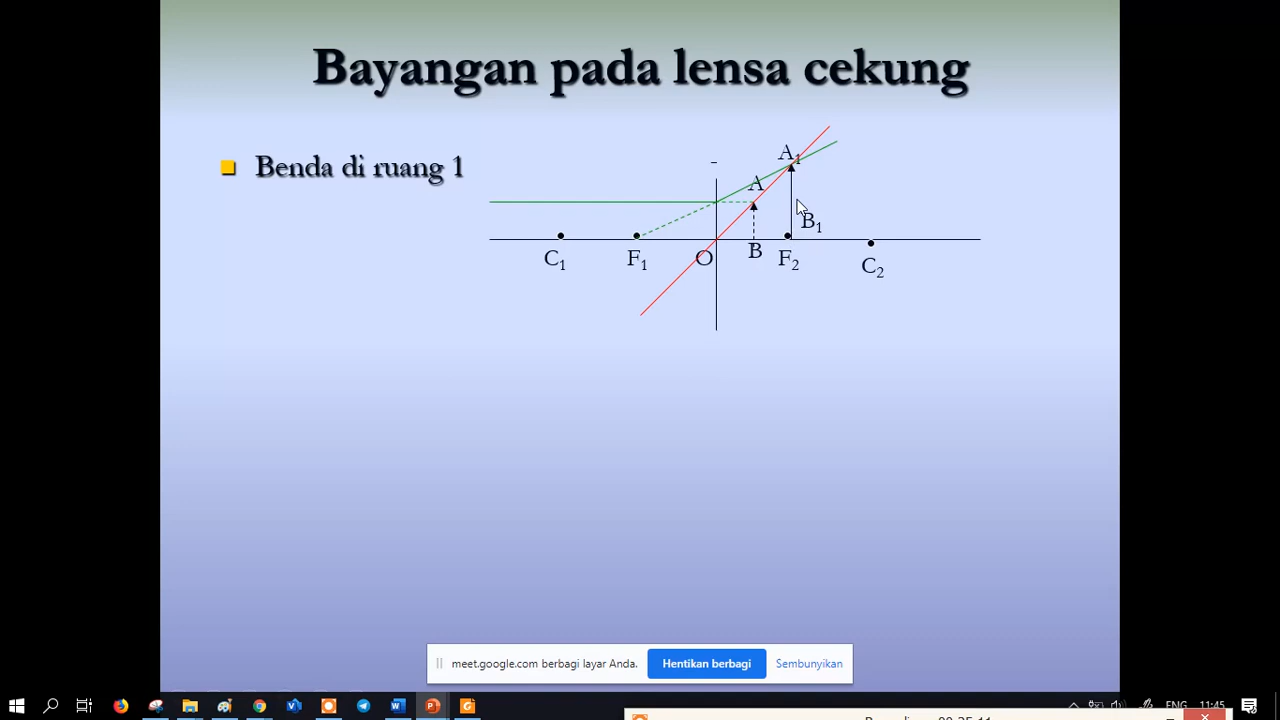 Bayangan pada lensa cekung
Benda di ruang 1
A₁
A
B₁
C₁ F₁ O B F₂ C₂
meet.google.com berbagi layar Anda. Hentikan berbagi Sembunyikan
ENG 11:45